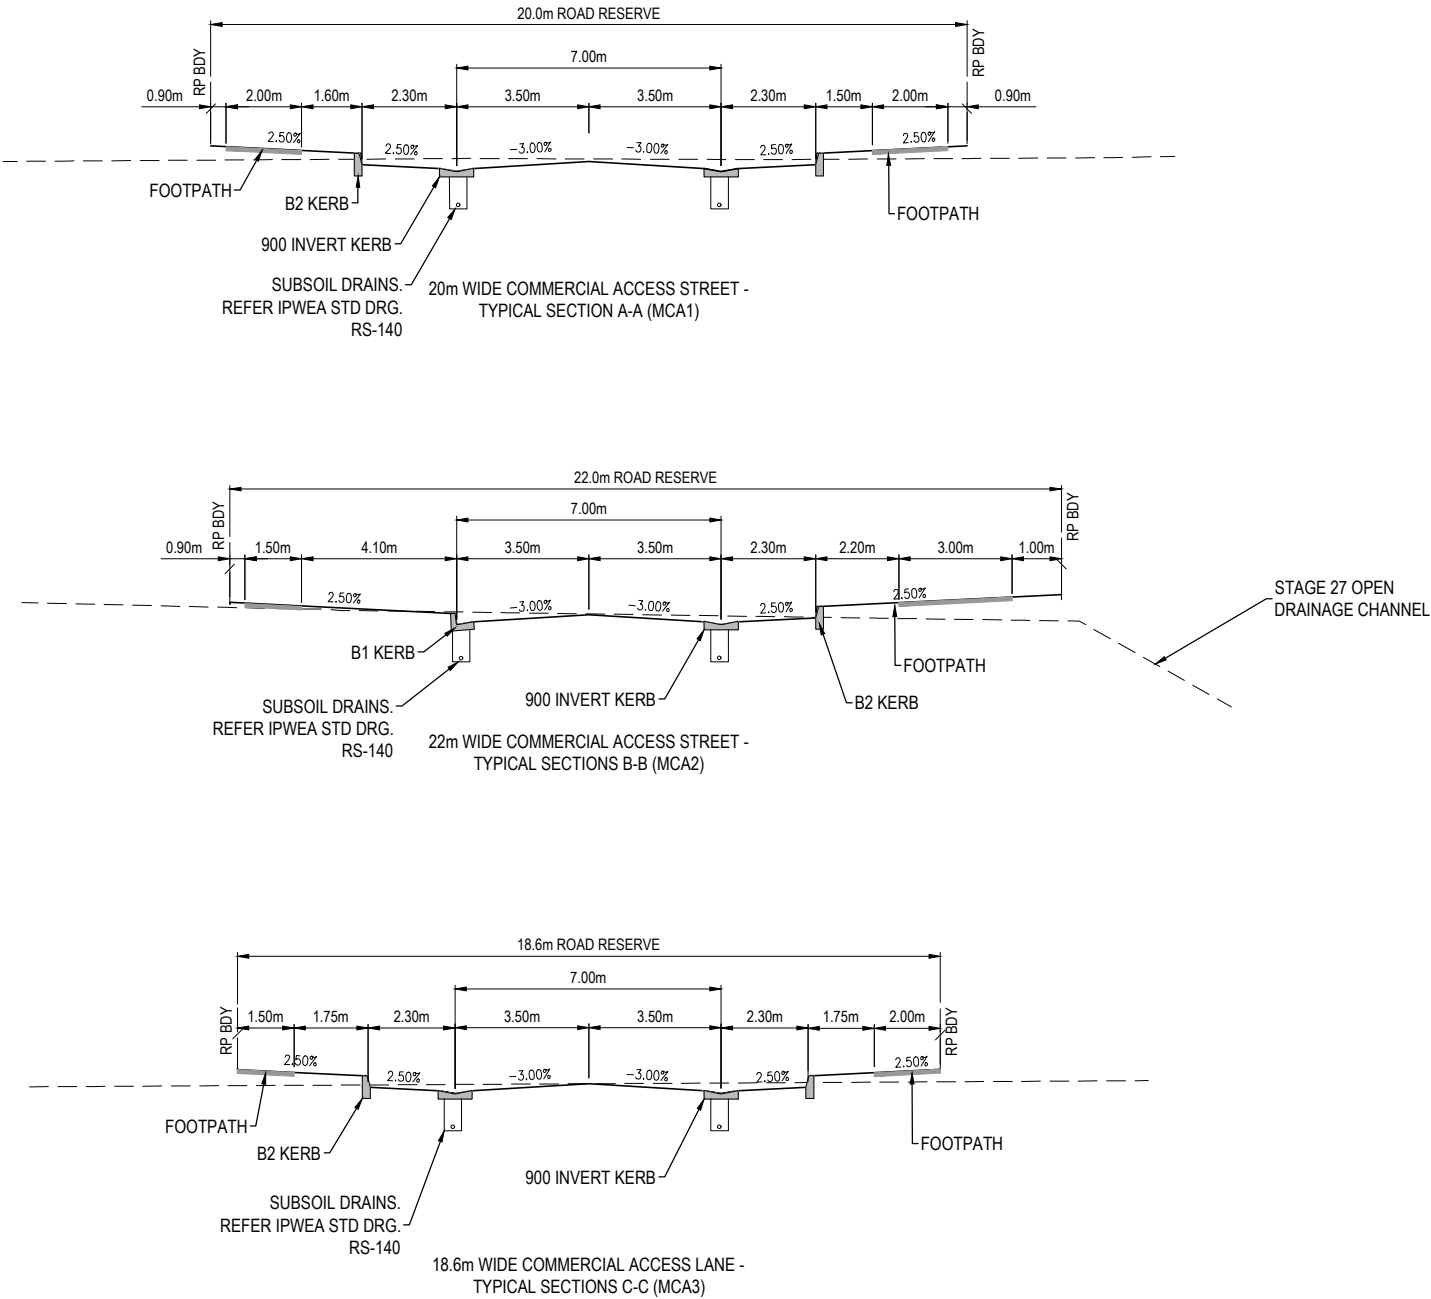 20.0m ROAD RESERVE
RP BDY
7.00m
RP BDY
0.90m 2.00m 1.60m 2.30m 3.50m 3.50m 2.30m 1.50m 2.00m 0.90m
2.50% 2.50% -3.00% -3.00% 2.50% 2.50%
FOOTPATH
B2 KERB
FOOTPATH
900 INVERT KERB
SUBSOIL DRAINS.
REFER IPWEA STD DRG.
RS-140
20m WIDE COMMERCIAL ACCESS STREET -
TYPICAL SECTION A-A (MCA1)
22.0m ROAD RESERVE
RP BDY
7.00m
RP BDY
0.90m 1.50m 4.10m 3.50m 3.50m 2.30m 2.20m 3.00m 1.00m
2.50% -3.00% -3.00% 2.50% 2.50%
STAGE 27 OPEN
DRAINAGE CHANNEL
B1 KERB
FOOTPATH
900 INVERT KERB
B2 KERB
SUBSOIL DRAINS.
REFER IPWEA STD DRG.
RS-140
22m WIDE COMMERCIAL ACCESS STREET -
TYPICAL SECTIONS B-B (MCA2)
18.6m ROAD RESERVE
RP BDY
7.00m
RP BDY
1.50m 1.75m 2.30m 3.50m 3.50m 2.30m 1.75m 2.00m
2.50% 2.50% -3.00% -3.00% 2.50% 2.50%
FOOTPATH
B2 KERB
FOOTPATH
900 INVERT KERB
SUBSOIL DRAINS.
REFER IPWEA STD DRG.
RS-140
18.6m WIDE COMMERCIAL ACCESS LANE -
TYPICAL SECTIONS C-C (MCA3)